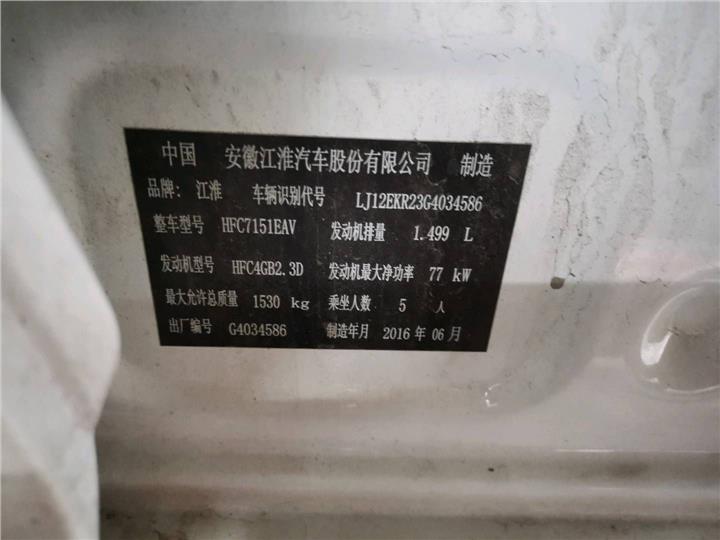 中国 安徽江淮汽车股份有限公司 制造
品牌: 江淮 车辆识别代号 LJ12EKR23G4034586
整车型号 HFC7151EAV 发动机排量 1.499 L
发动机型号 HFC4GB2.3D 发动机最大净功率 77 kW
最大允许总质量 1530 kg 乘坐人数 5 人
出厂编号 G4034586 制造年月 2016 年 06 月